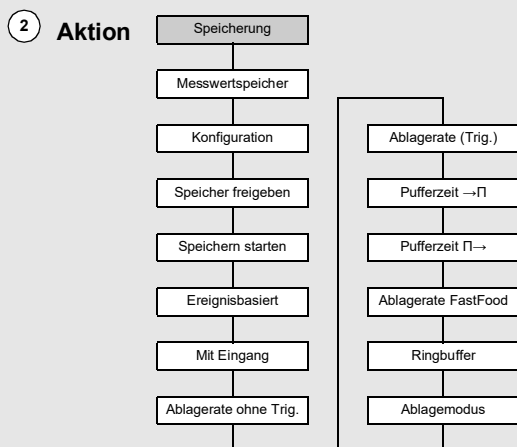 2 Aktion
Speicherung
Messwertspeicher
Konfiguration
Speicher freigeben
Speichern starten
Ereignisbasiert
Mit Eingang
Ablagerate ohne Trig.
Ablagerate (Trig.)
Pufferzeit →Π
Pufferzeit Π→
Ablagerate FastFood
Ringbuffer
Ablagemodus